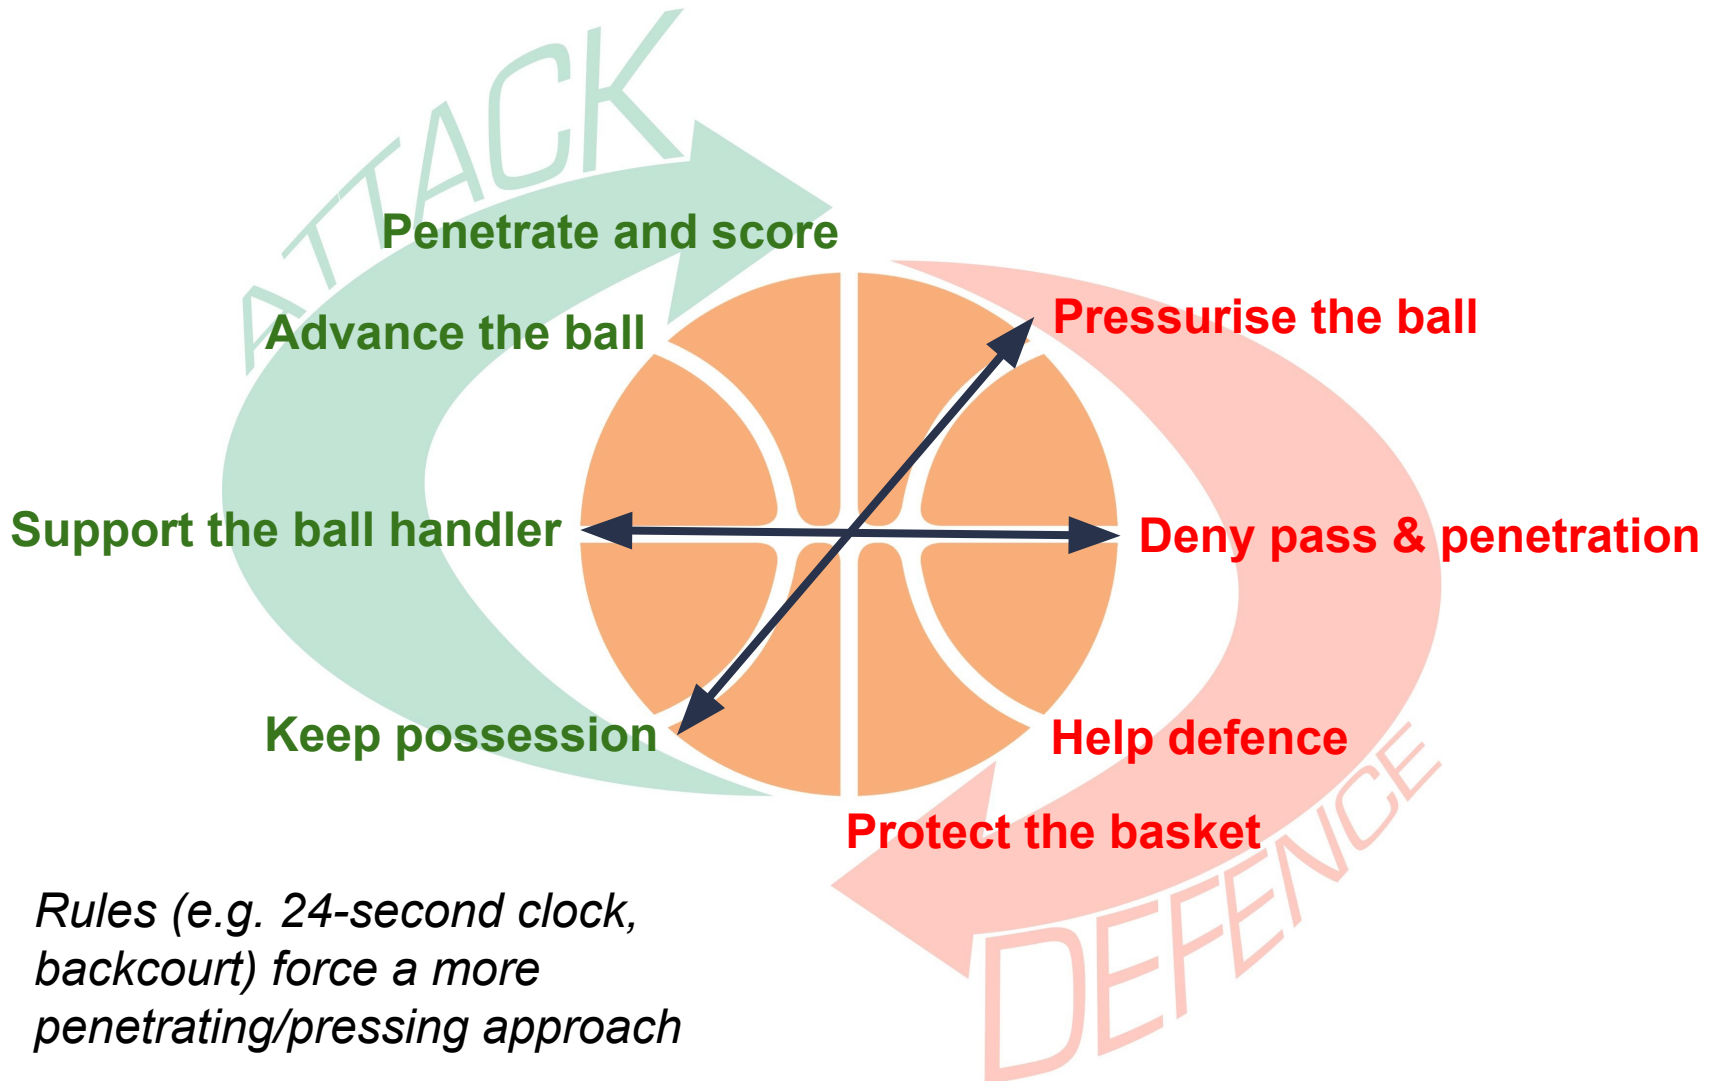 ATTACK
Penetrate and score
Advance the ball
Support the ball handler
Keep possession
Pressurise the ball
Deny pass & penetration
Help defence
Protect the basket
DEFENCE
Rules (e.g. 24-second clock,
backcourt) force a more
penetrating/pressing approach